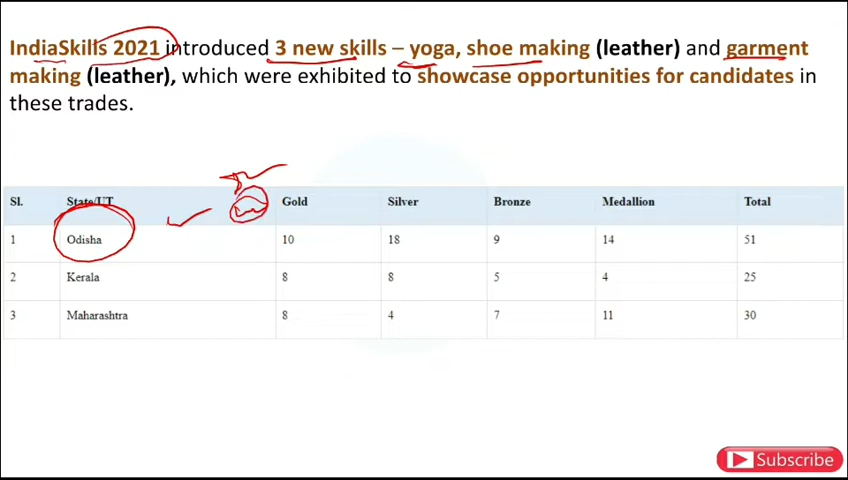 IndiaSkills 2021 introduced 3 new skills – yoga, shoe making (leather) and garment
making (leather), which were exhibited to showcase opportunities for candidates in
these trades.
Sl. State/UT Gold Silver Bronze Medallion Total
1 Odisha 10 18 9 14 51
2 Kerala 8 8 5 4 25
3 Maharashtra 8 4 7 11 30
Subscribe